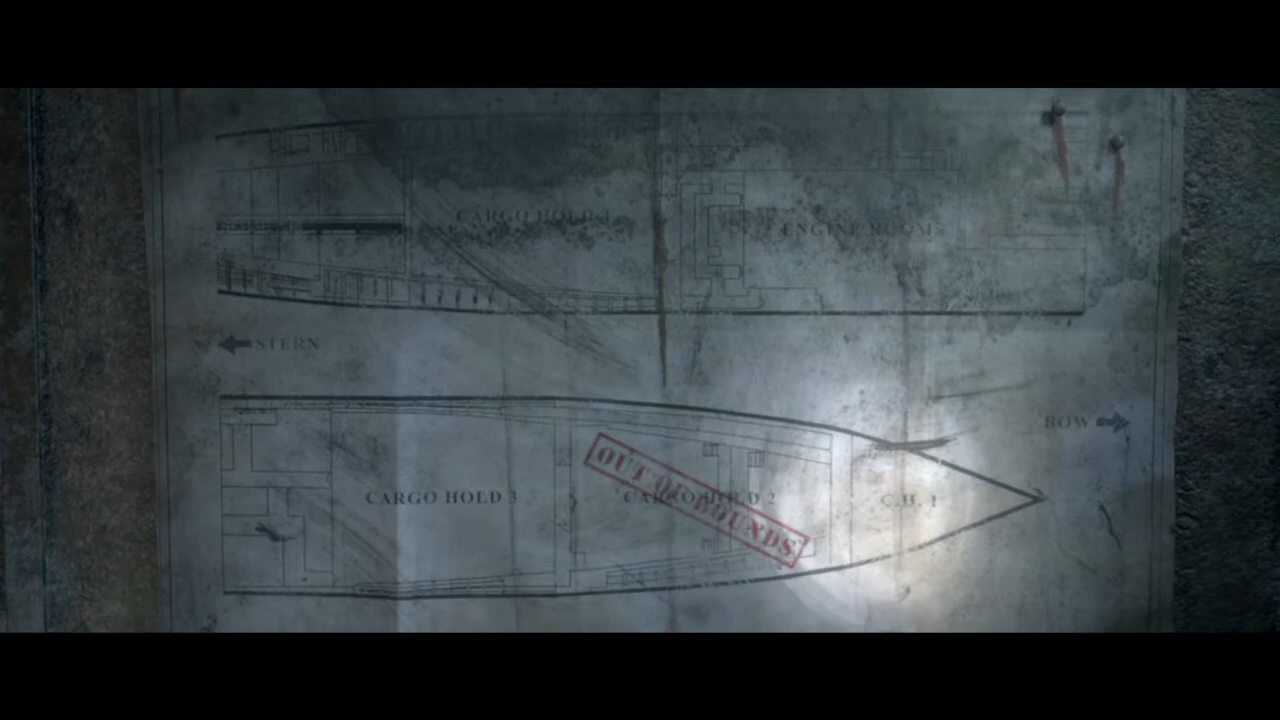 CARGO HOLD 4
ENGINE ROOM
STERN
BOW
CARGO HOLD 3
CARGO HOLD 2
C.H. 1
OUT OF BOUNDS